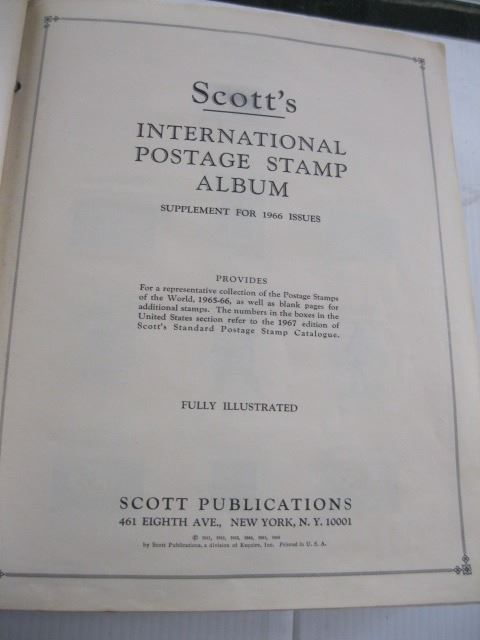 Scott's
INTERNATIONAL
POSTAGE STAMP
ALBUM
SUPPLEMENT FOR 1966 ISSUES
PROVIDES
For a representative collection of the Postage Stamps
of the World, 1965-66, as well as blank pages for
additional stamps. The numbers in the boxes in the
United States section refer to the 1967 edition of
Scott's Standard Postage Stamp Catalogue.
FULLY ILLUSTRATED
SCOTT PUBLICATIONS
461 EIGHTH AVE., NEW YORK, N. Y. 10001
©
by Scott Publications, a division of Esquire, Inc. Printed in U. S. A.